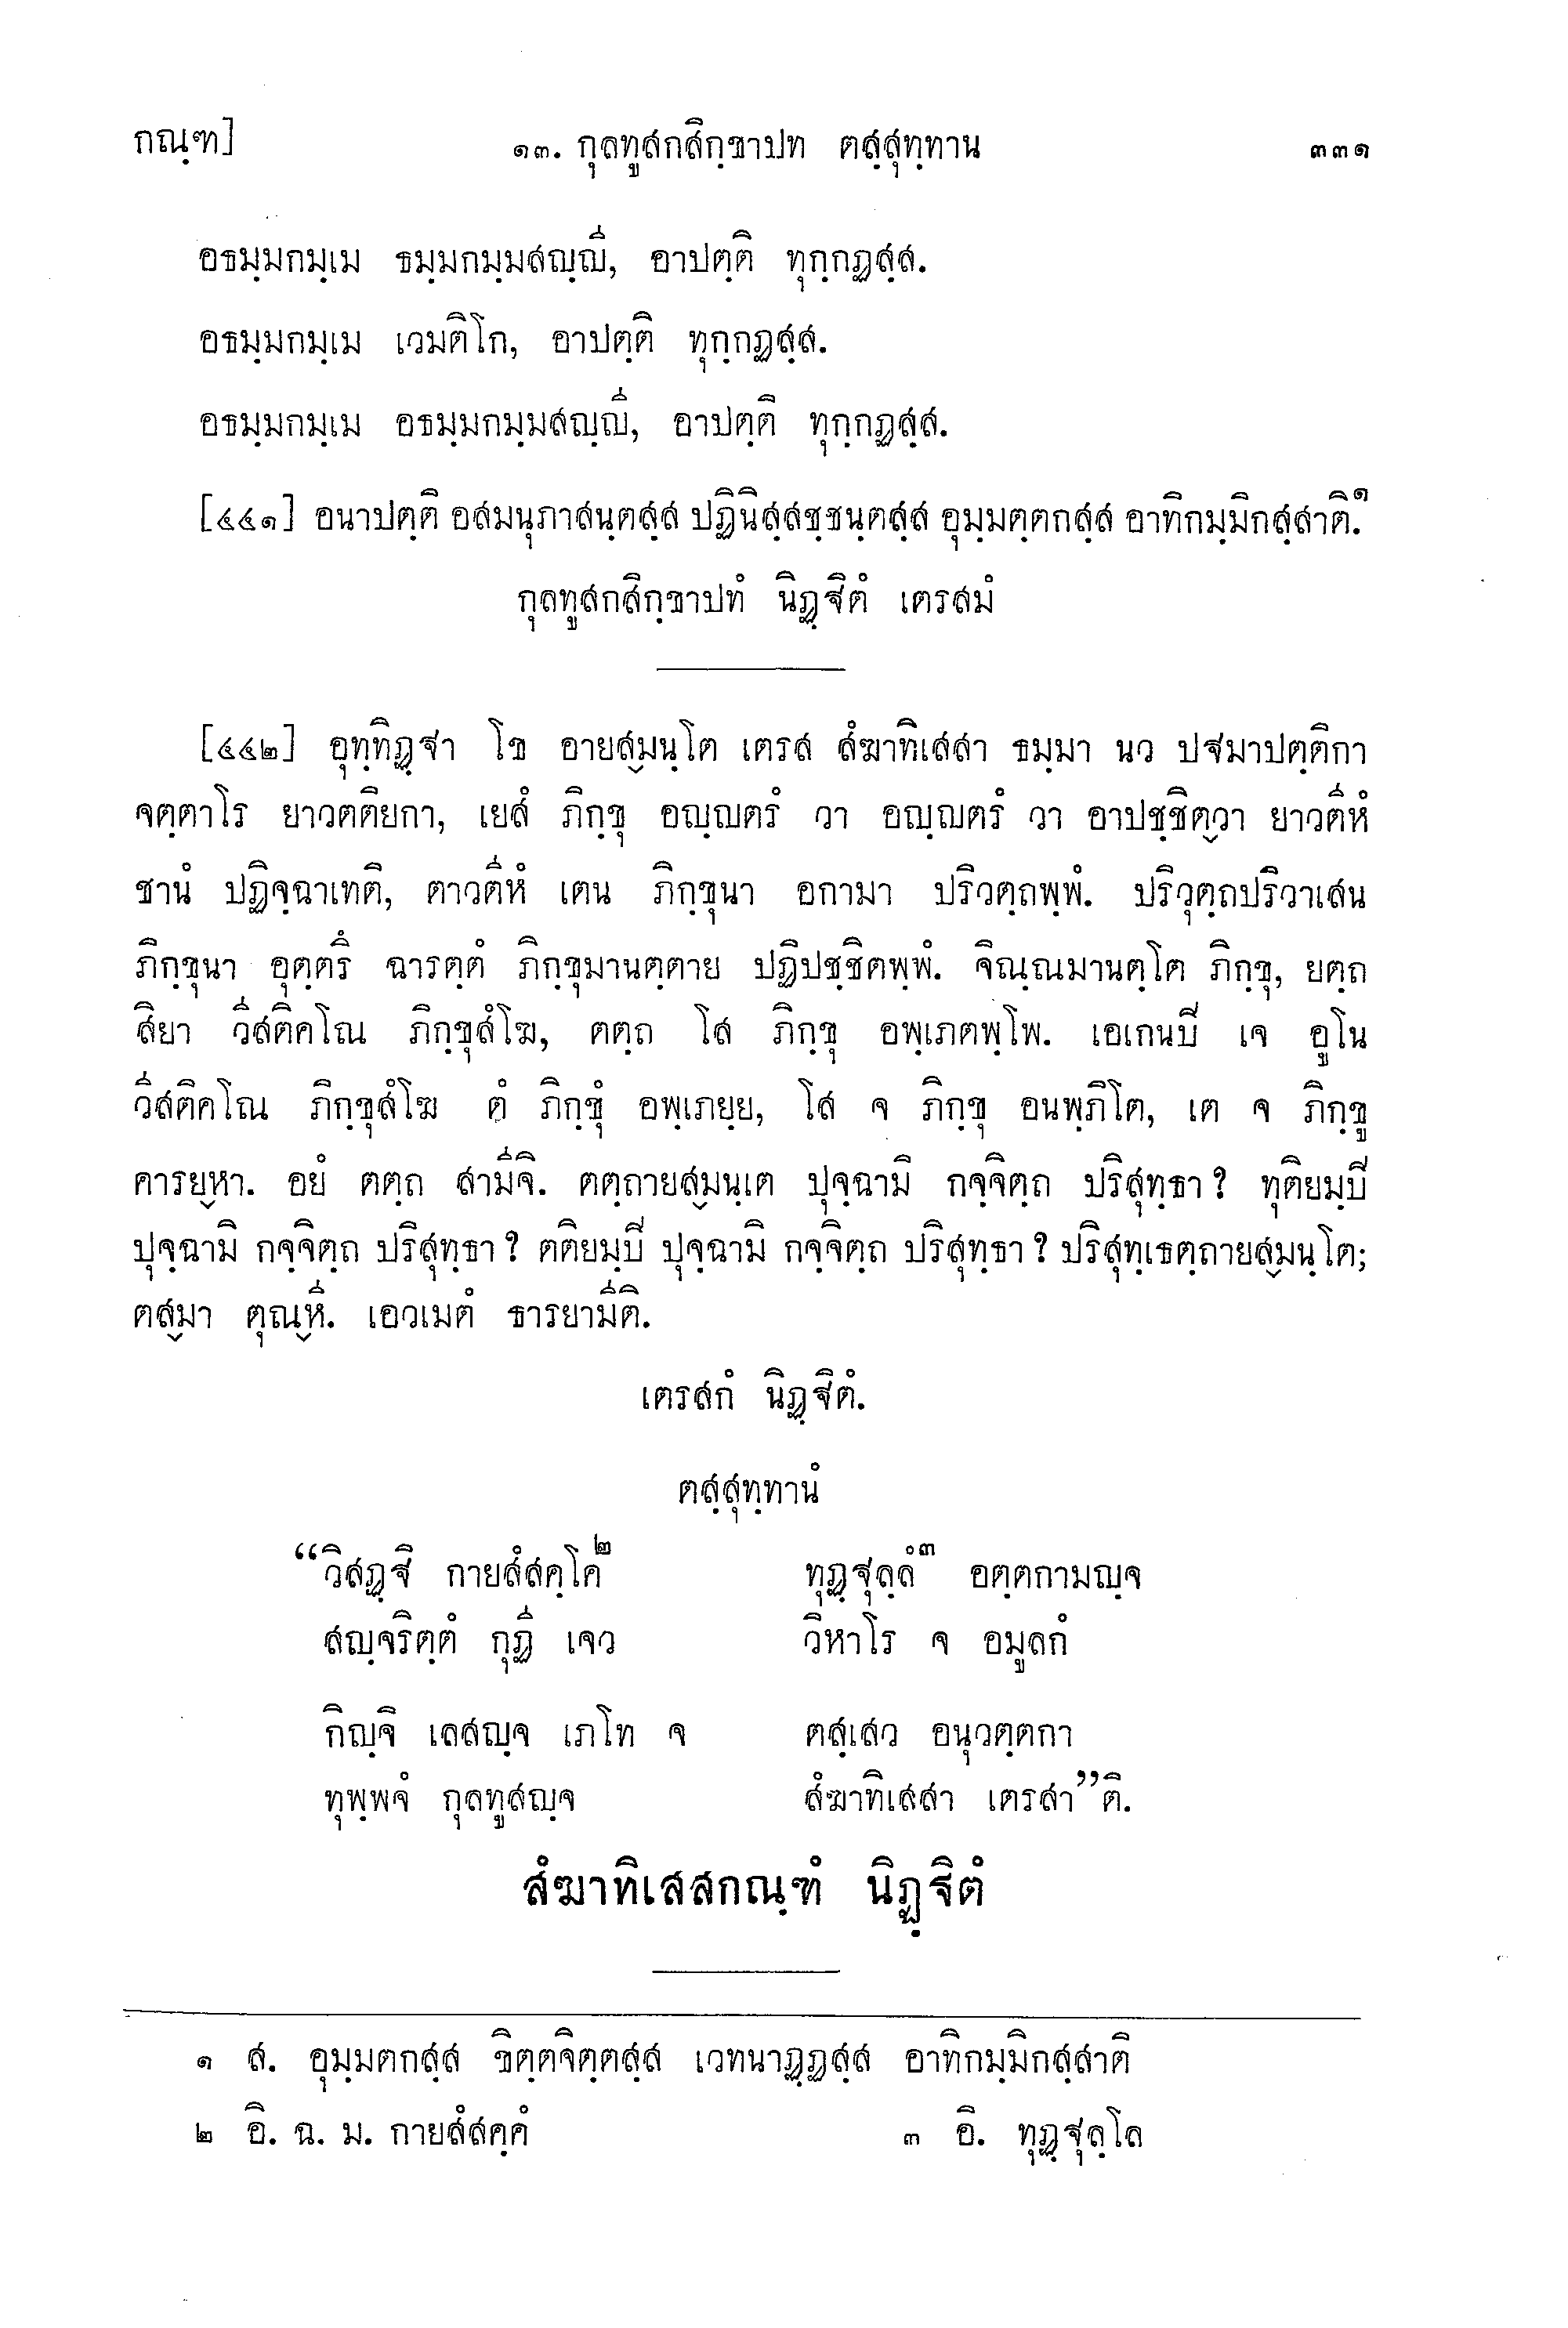 กณฺฑ] ๑๓. กุลทูสกสิกฺขาปท ตสฺสุทฺทาน ๓๓๑
อธมฺมกมฺเม ธมฺมกมฺมสญฺญี, อาปตฺติ ทุกฺกฏสฺส.
อธมฺมกมฺเม เวมติโก, อาปตฺติ ทุกฺกฏสฺส.
อธมฺมกมฺเม อธมฺมกมฺมสญฺญี, อาปตฺติ ทุกฺกฏสฺส.
[๔๔๑] อนาปตฺติ อสมนุภาสนฺตสฺส ปฏินิสฺสชฺชนฺตสฺส อุมฺมตฺตกสฺส อาทิกมฺมิกสฺสาติ.๑
กุลทูสกสิกฺขาปทํ นิฏฺฐิตํ เตรสมํ
[๔๔๒] อุทฺทิฏฺฐา โข อายสฺมนฺโต เตรส สํฆาทิเสสา ธมฺมา นว ปฐมาปตฺติกา
จตฺตาโร ยาวตติยกา, เยสํ ภิกฺขุ อญฺญตรํ วา อญฺญตรํ วา อาปชฺชิตฺวา ยาวตีหํ
ชานํ ปฏิจฺฉาเทติ, ตาวตีหํ เตน ภิกฺขุนา อกามา ปริวตฺถพฺพํ. ปริวุตฺถปริวาเสน
ภิกฺขุนา อุตฺตรึ ฉารตฺตํ ภิกฺขุมานตฺตาย ปฏิปชฺชิตพฺพํ. จิณฺณมานตฺโต ภิกฺขุ, ยตฺถ
สิยา วีสติคโณ ภิกฺขุสํโฆ, ตตฺถ โส ภิกฺขุ อพฺเภตพฺโพ. เอเกนปิ เจ อูโน
วีสติคโณ ภิกฺขุสํโฆ ตํ ภิกฺขุํ อพฺเภยฺย, โส จ ภิกฺขุ อนพฺภิโต, เต จ ภิกฺขู
คารยฺหา. อยํ ตตฺถ สามีจิ. ตตฺถายสฺมนฺเต ปุจฺฉามิ กจฺจิตฺถ ปริสุทฺธา? ทุติยมฺปิ
ปุจฺฉามิ กจฺจิตฺถ ปริสุทฺธา? ตติยมฺปิ ปุจฺฉามิ กจฺจิตฺถ ปริสุทฺธา? ปริสุทฺเธตฺถายสฺมนฺโต;
ตสฺมา ตุณฺหี. เอวเมตํ ธารยามีติ.
เตรสกํ นิฏฺฐิตํ.
ตสฺสุทฺทานํ
“วิสฏฺฐิ กายสํสคฺโค๒ ทุฏฺฐุลฺลํ๓ อตฺตกามญฺจ
สญฺจริตฺตํ กุฏี เจว วิหาโร จ อมูลกํ
กิญฺจิ เลสญฺจ เภโท จ ตสฺเสว อนุวตฺตกา
ทุพฺพจํ กุลทูสญฺจ สํฆาทิเสสา เตรสา”ติ.
สํฆาทิเสสกณฺฑํ นิฏฺฐิตํ
๑ ส. อุมฺมตกสฺส ขิตฺตจิตฺตสฺส เวทนาฏฺฏสฺส อาทิกมฺมิกสฺสาติ
๒ อิ. ฉ. ม. กายสํสคฺคํ ๓ อิ. ทุฏฺฐุลฺโล